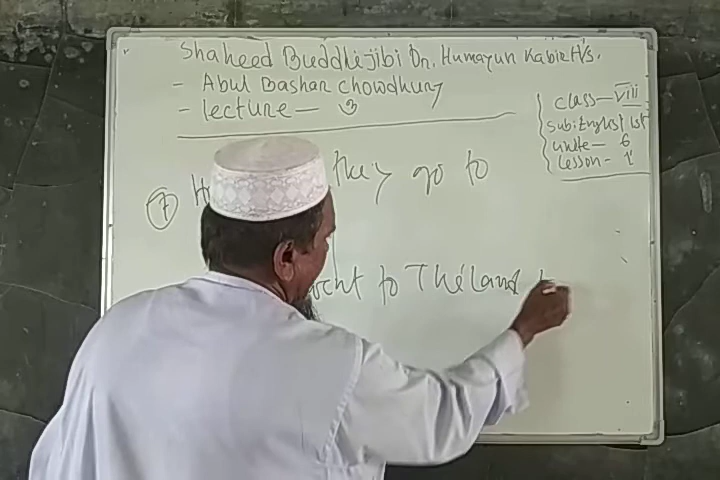 Shaheed Buddhijibi Dr. Humayun Kabir H/S.
- Abul Bashar Chowdhury
- Lecture - ও
Class - VIII
Sub: English 1st
Unite - 6
Lesson - 1
7 they go to
to Theland